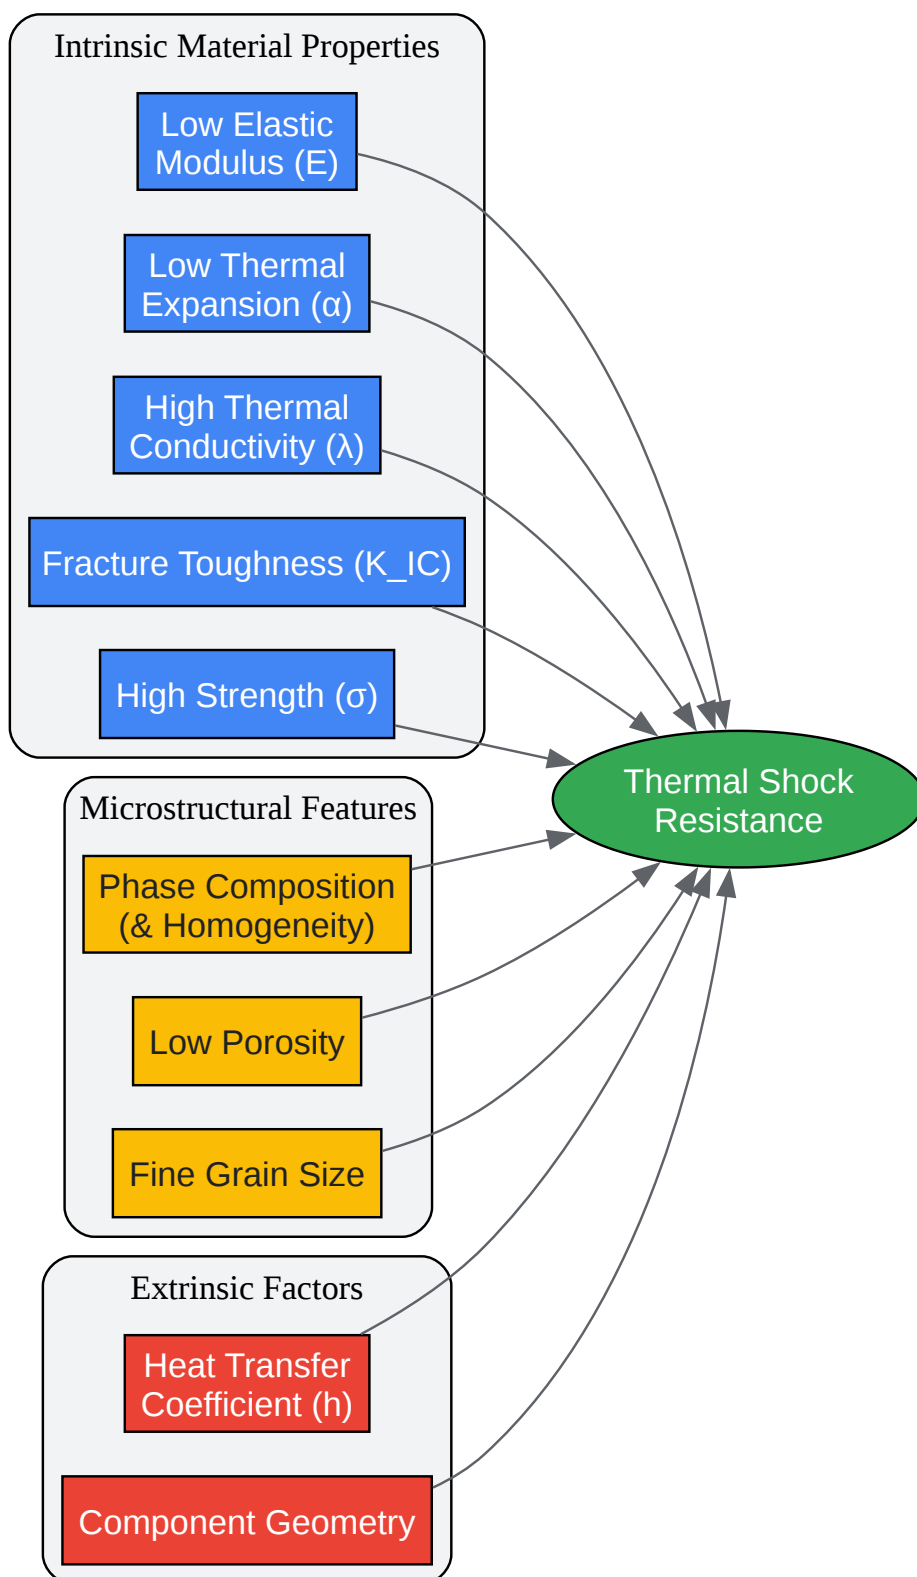 Intrinsic Material Properties
Low Elastic
Modulus (E)
Low Thermal
Expansion (α)
High Thermal
Conductivity (λ)
Fracture Toughness (K_IC)
High Strength (σ)
Thermal Shock
Resistance
Microstructural Features
Phase Composition
(& Homogeneity)
Low Porosity
Fine Grain Size
Extrinsic Factors
Heat Transfer
Coefficient (h)
Component Geometry